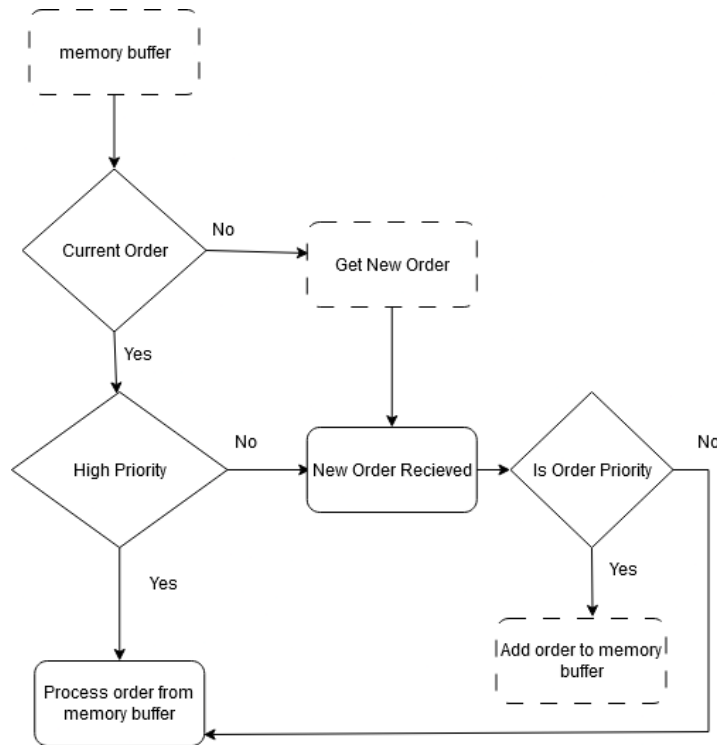 memory buffer
No
Current Order
Get New Order
Yes
No
No
High Priority
New Order Recieved
Is Order Priority
Yes
Yes
Add order to memory
buffer
Process order from
memory buffer